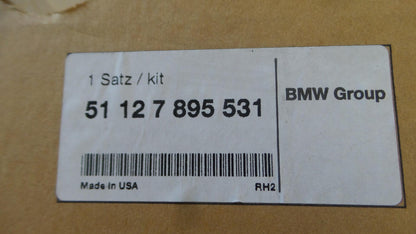 1 Satz / kit
51 12 7 895 531
BMW Group
Made in USA
RH2